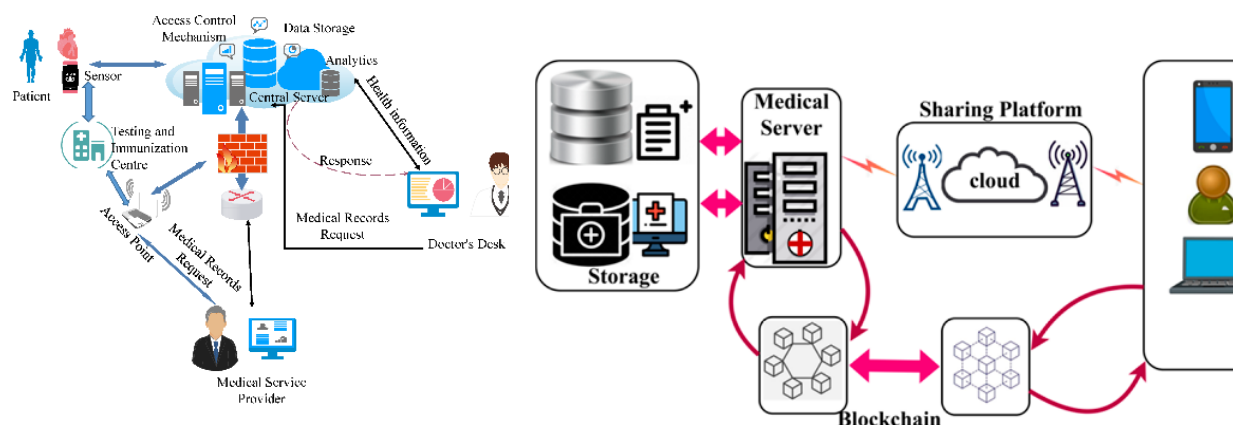 Access Control
Mechanism
Data Storage
Analytics
Sensor
Patient
Central Server
Health information
Testing and
Immunization
Centre
Response
Access Point
Medical Records
Request
Medical Records
Request
Doctor's Desk
Medical Service
Provider
Medical
Server
Sharing Platform
cloud
Storage
Blockchain